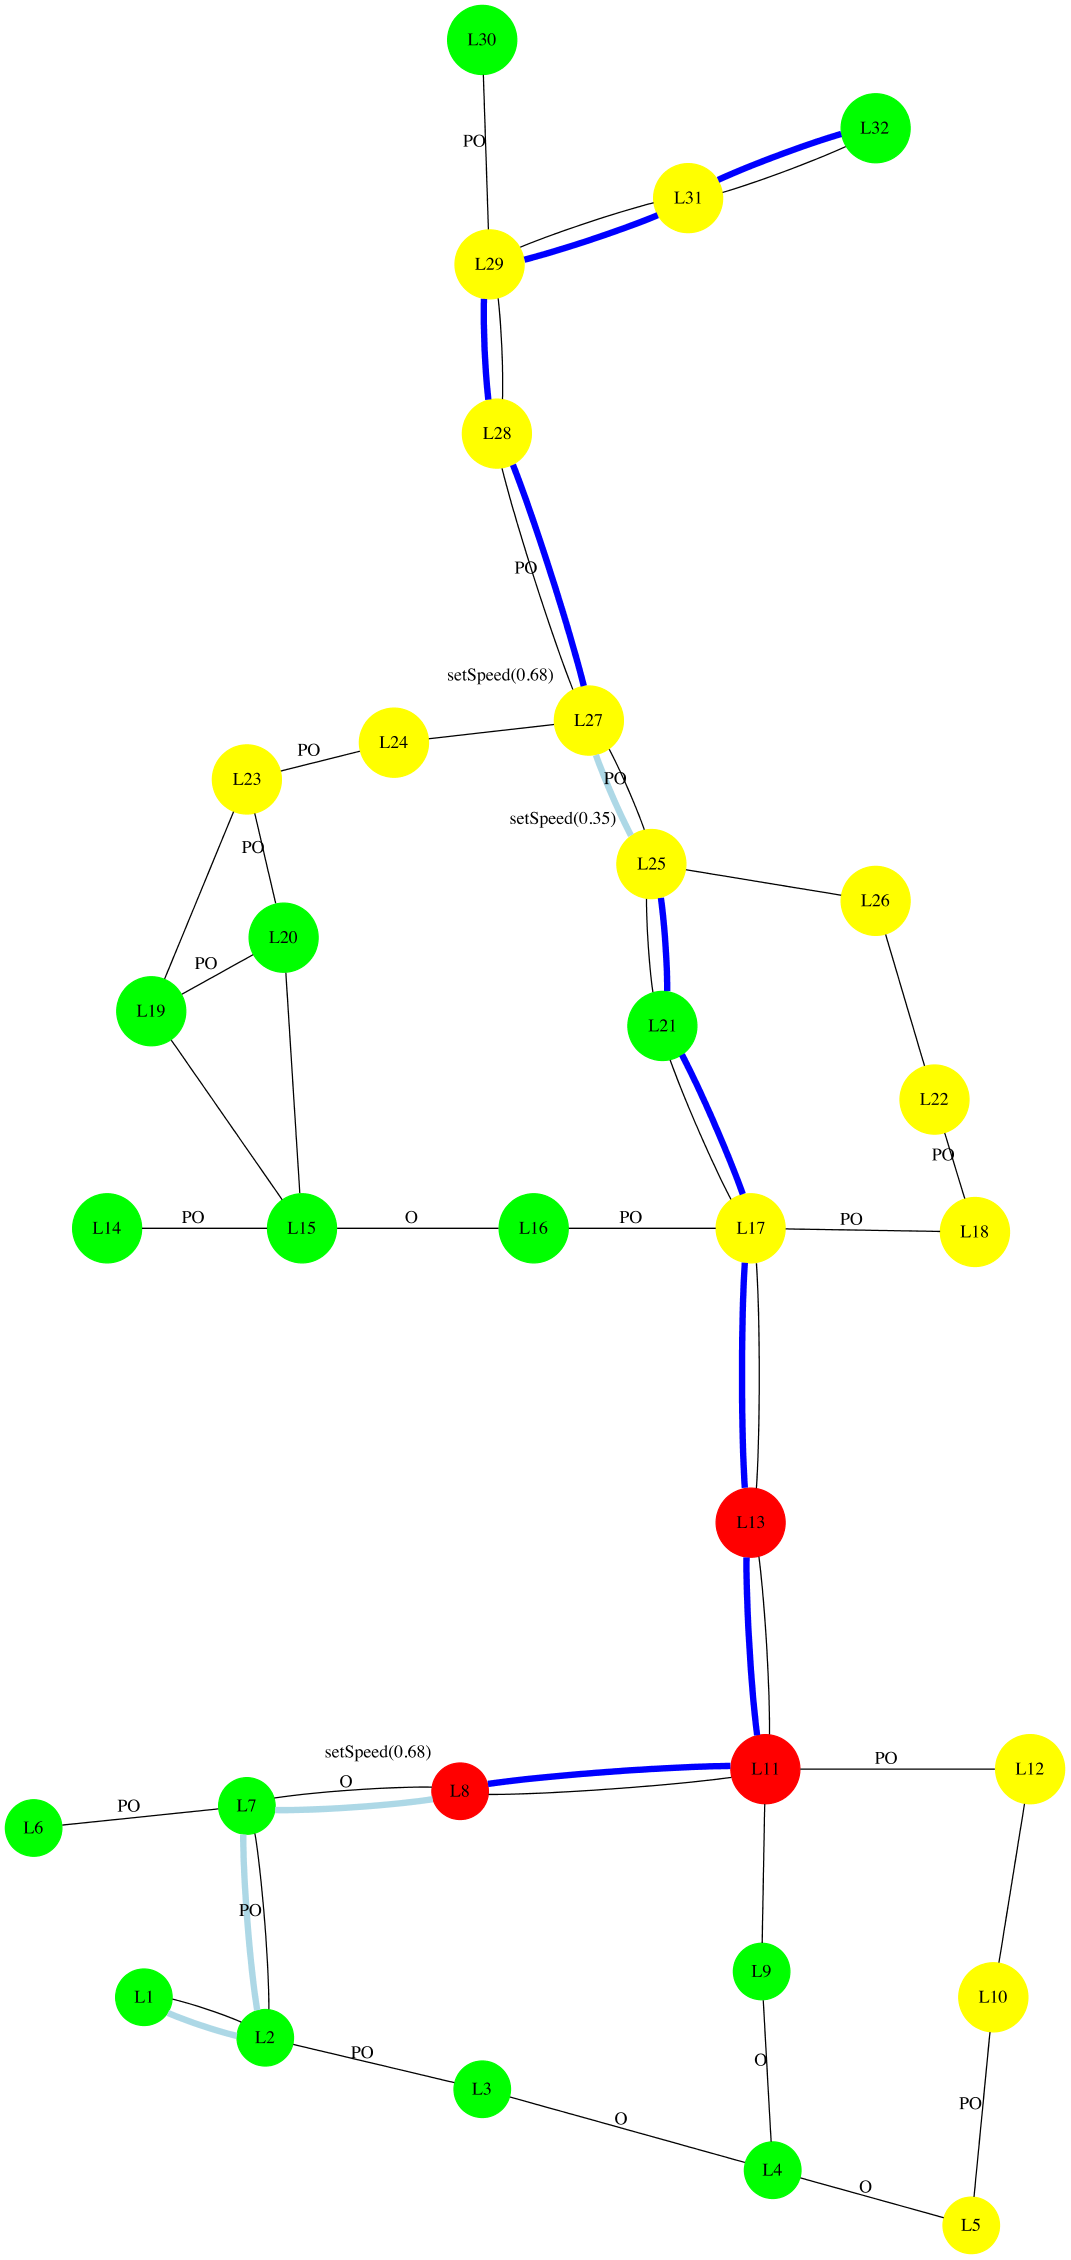 L30
L32
PO
L31
L29
L28
PO
setSpeed(0.68)
L27
L24
PO
L23
PO
setSpeed(0.35)
PO
L25
L26
L20
PO
L19
L21
L22
PO
L14
PO
L15
O
L16
PO
L17
PO
L18
L13
setSpeed(0.68)
L11
PO
L12
O
L8
L7
PO
L6
PO
L9
L10
L1
L2
PO
L3
O
PO
O
L4
O
L5